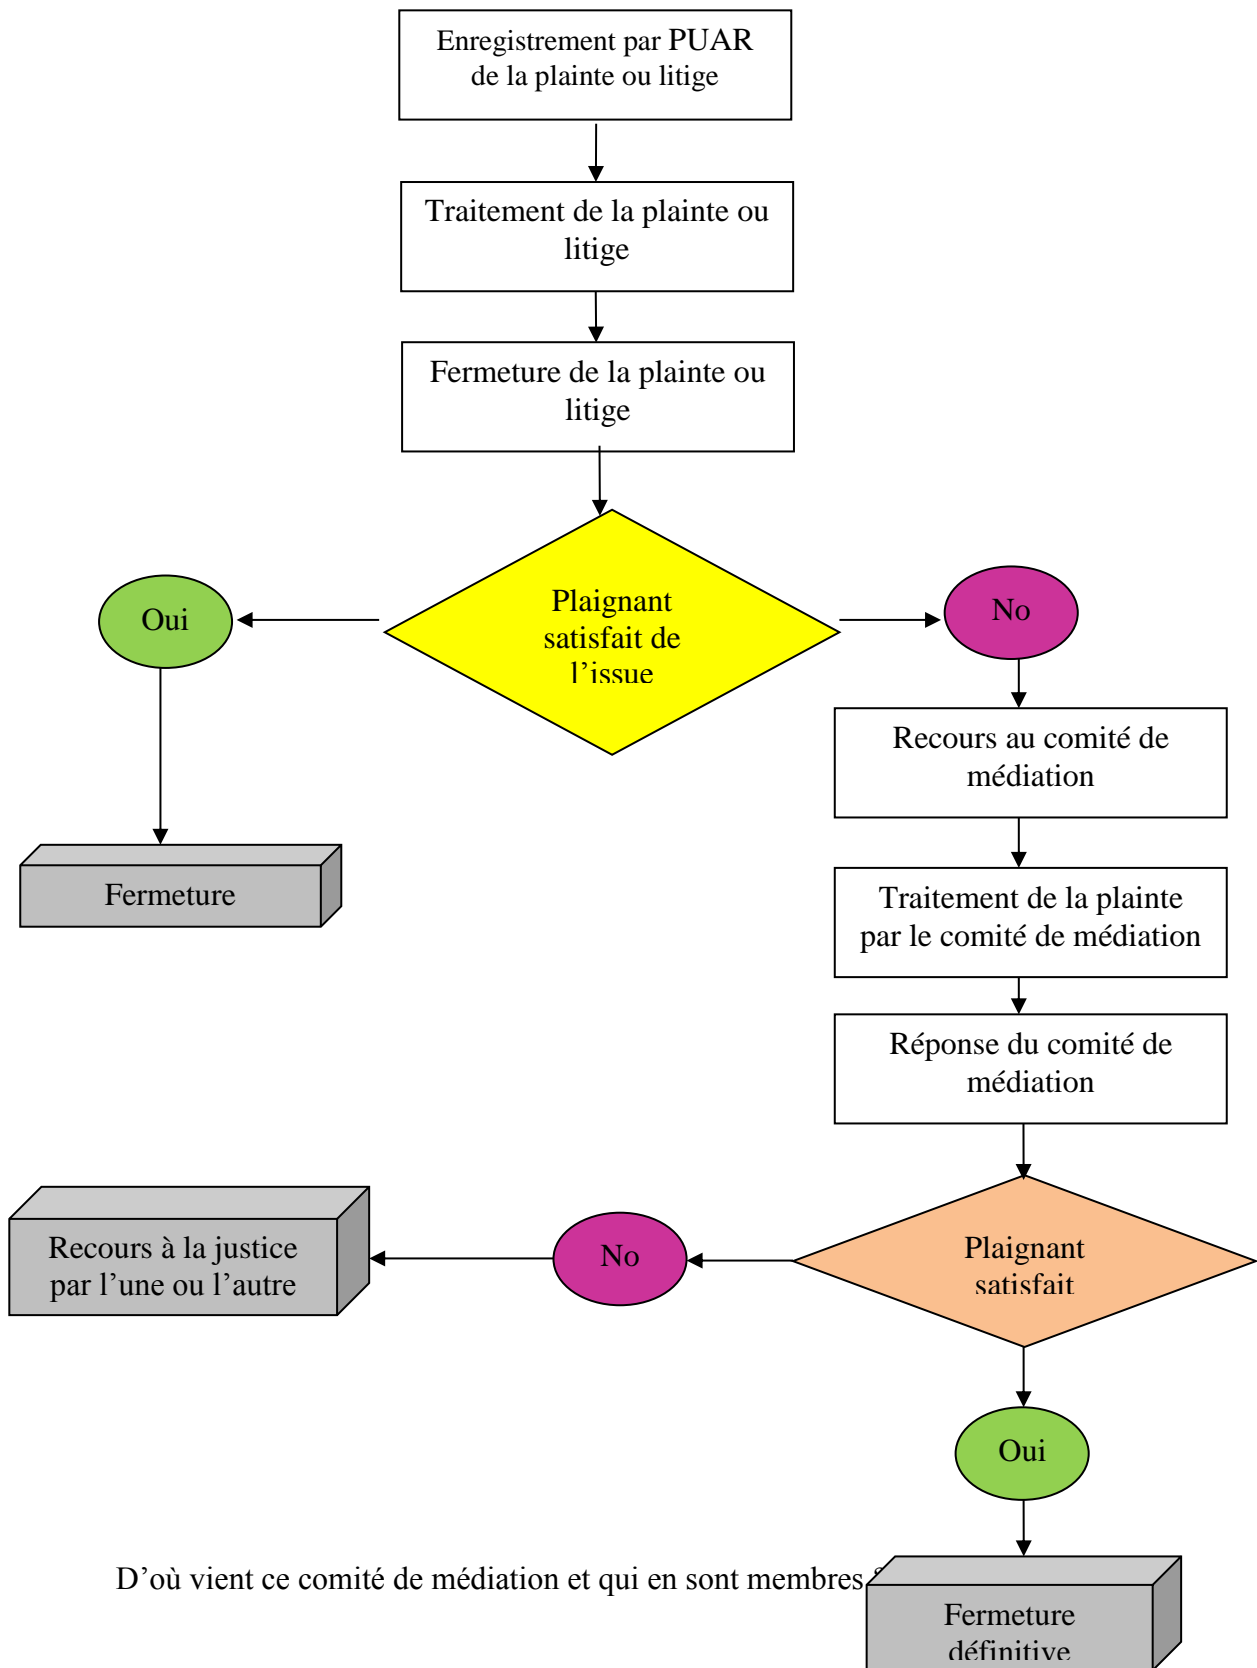 Enregistrement par PUAR
de la plainte ou litige
Traitement de la plainte ou
litige
Fermeture de la plainte ou
litige
Plaignant
satisfait de
l’issue
Oui
No
Recours au comité de
médiation
Fermeture
Traitement de la plainte
par le comité de médiation
Réponse du comité de
médiation
Plaignant
satisfait
No
Recours à la justice
par l’une ou l’autre
Oui
D’où vient ce comité de médiation et qui en sont membres
Fermeture
définitive